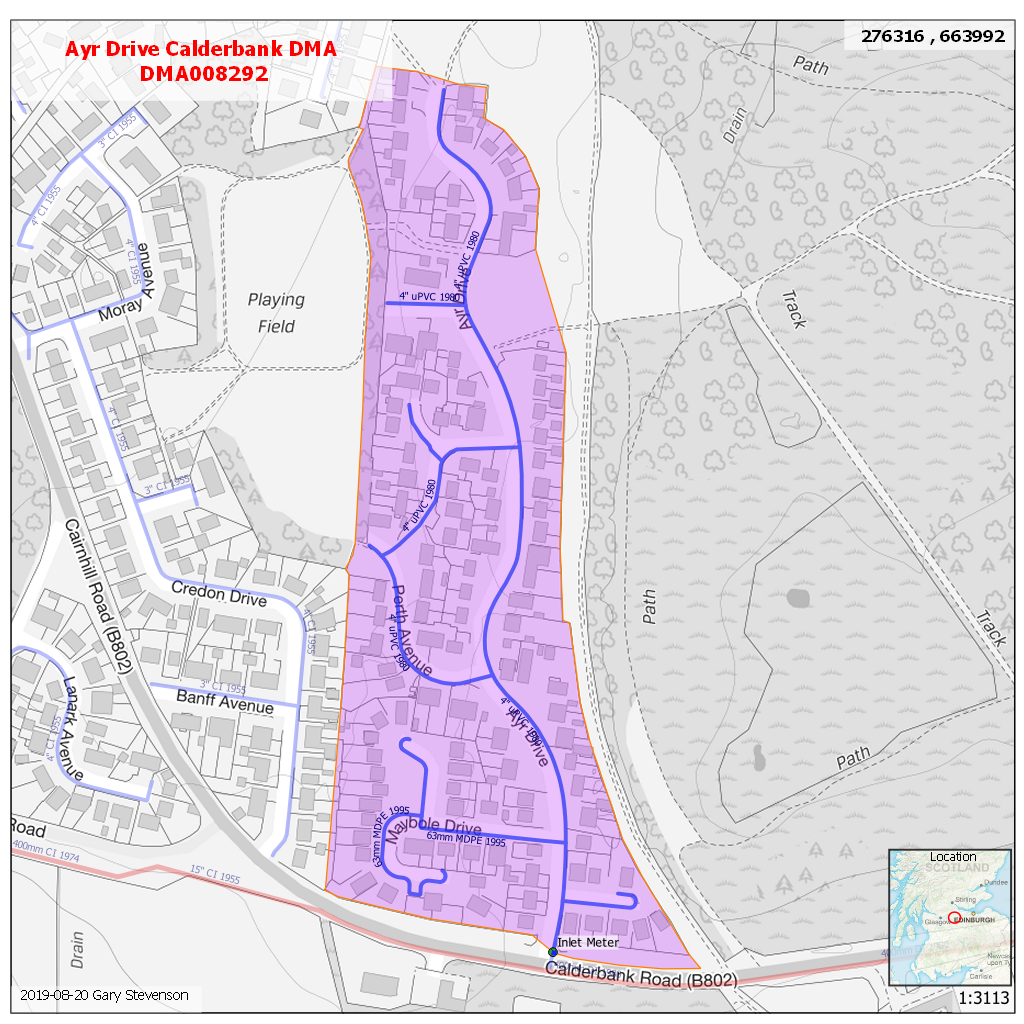 Ayr Drive Calderbank DMA
DMA008292
276316 , 663992
Path
Drain
3" CI 1955
4" CI 1955
4" CI 1955
Moray Avenue
Playing
Field
4" uPVC 1980
4" uPVC 1980
Ayr Drive
Track
4" CI 1955
3" CI 1955
4" uPVC 1980
Cairnhill Road (B802)
Credon Drive
4" CI 1955
Perth Avenue
4" uPVC 1980
Path
Track
3" CI 1955
Banff Avenue
Lanark Avenue
4" CI 1955
4" uPVC 1980
Ayr Drive
Path
63mm MDPE 1995
Maybole Drive
63mm MDPE 1995
Road
400mm CI 1974
15" CI 1955
Drain
Inlet Meter
Calderbank Road (B802)
Location
SCOTLAND
Dundee
Stirling
Glasgow
EDINBURGH
Newcas
upon Ty
Carlisle
2019-08-20 Gary Stevenson
1:3113